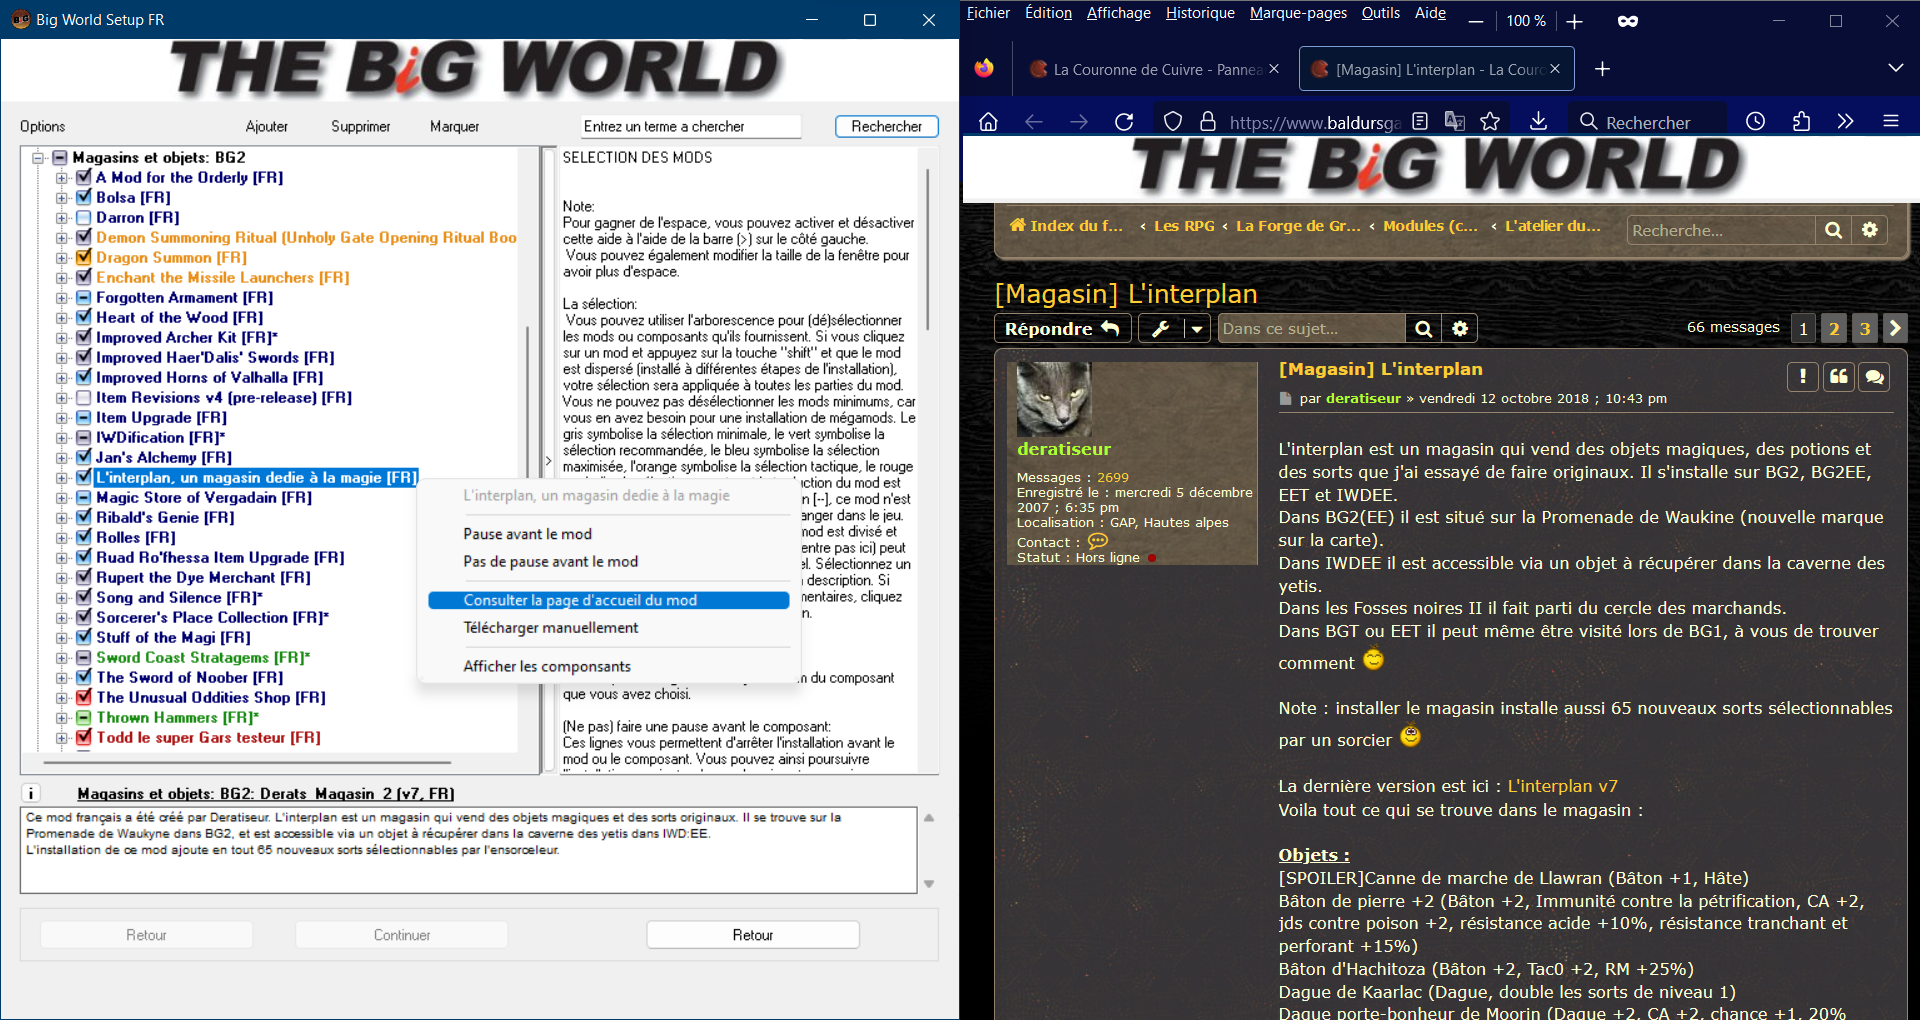 Big World Setup FR
THE BiG WORLD
Options
Ajouter
Supprimer
Marquer
Entrez un terme a chercher
Rechercher
Magasins et objets: BG2
A Mod for the Orderly [FR]
Bolsa [FR]
Darron [FR]
Demon Summoning Ritual (Unholy Gate Opening Ritual Boo
Dragon Summon [FR]
Enchant the Missile Launchers [FR]
Forgotten Armament [FR]
Heart of the Wood [FR]
Improved Archer Kit [FR]*
Improved Haer'Dalis' Swords [FR]
Improved Horns of Valhalla [FR]
Item Revisions v4 (pre-release) [FR]
Item Upgrade [FR]
IWDification [FR]*
Jan's Alchemy [FR]
L'interplan, un magasin dedie à la magie [FR]
Magic Store of Vergadain [FR]
Ribald's Genie [FR]
Rolles [FR]
Ruad Ro'fhessa Item Upgrade [FR]
Rupert the Dye Merchant [FR]
Song and Silence [FR]*
Sorcerer's Place Collection [FR]*
Stuff of the Magi [FR]
Sword Coast Stratagems [FR]*
The Sword of Noober [FR]
The Unusual Oddities Shop [FR]
Thrown Hammers [FR]*
Todd le super Gars testeur [FR]
SELECTION DES MODS
Note:
Pour gagner de l'espace, vous pouvez activer et désactiver
cette aide à l'aide de la barre (>) sur le côté gauche.
Vous pouvez également modifier la taille de la fenêtre pour
avoir plus d'espace.
La sélection:
Vous pouvez utiliser l'arborescence pour (dé)sélectionner
les mods ou composants qu'ils fournissent. Si vous cliquez
sur un mod et appuyez sur la touche "shift" et que le mod
est dispersé (installé à différentes étapes de l'installation),
votre sélection sera appliquée à toutes les parties du mod.
Vous ne pouvez pas désélectionner les mods minimums, car
vous en avez besoin pour une installation de mégamods. Le
gris symbolise la sélection minimale, le vert symbolise la
sélection recommandée, le bleu symbolise la sélection
maximisée, l'orange symbolise la sélection tactique, le rouge
duction du mod est
n [--], ce mod n'est
anger dans le jeu.
mod est divisé et
entre pas ici) peut
el. Sélectionnez un
description. Si
mentaires, cliquez
n.
m du composant
que vous avez choisi.
(Ne pas) faire une pause avant le composant:
Ces lignes vous permettent d'arrêter l'installation avant le
mod ou le composant. Vous pouvez ainsi poursuivre
L'interplan, un magasin dedie à la magie
Pause avant le mod
Pas de pause avant le mod
Consulter la page d'accueil du mod
Télécharger manuellement
Afficher les componsants
i
Magasins et objets: BG2: Derats_Magasin_2 (v7, FR)
Ce mod français a été créé par Deratiseur. L'interplan est un magasin qui vend des objets magiques et des sorts originaux. Il se trouve sur la
Promenade de Waukyne dans BG2, et est accessible via un objet à récupérer dans la caverne des yetis dans IWD:EE.
L'installation de ce mod ajoute en tout 65 nouveaux sorts sélectionnables par l'ensorceleur.
Retour
Continuer
Retour
Fichier Édition Affichage Historique Marque-pages Outils Aide
100 %
La Couronne de Cuivre - Pannea
[Magasin] L'interplan - La Cour
https://www.baldursga
Rechercher
THE BiG WORLD
Index du f... ‹ Les RPG ‹ La Forge de Gr... ‹ Modules (c... ‹ L'atelier du...
Recherche...
[Magasin] L'interplan
Répondre
Dans ce sujet...
66 messages 1 2 3
deratiseur
Messages : 2699
Enregistré le : mercredi 5 décembre
2007 ; 6:35 pm
Localisation : GAP, Hautes alpes
Contact :
Statut : Hors ligne
[Magasin] L'interplan
par deratiseur » vendredi 12 octobre 2018 ; 10:43 pm
L'interplan est un magasin qui vend des objets magiques, des potions et
des sorts que j'ai essayé de faire originaux. Il s'installe sur BG2, BG2EE,
EET et IWDEE.
Dans BG2(EE) il est situé sur la Promenade de Waukine (nouvelle marque
sur la carte).
Dans IWDEE il est accessible via un objet à récupérer dans la caverne des
yetis.
Dans les Fosses noires II il fait parti du cercle des marchands.
Dans BGT ou EET il peut même être visité lors de BG1, à vous de trouver
comment
Note : installer le magasin installe aussi 65 nouveaux sorts sélectionnables
par un sorcier
La dernière version est ici : L'interplan v7
Voila tout ce qui se trouve dans le magasin :
Objets :
[SPOILER]Canne de marche de Llawran (Bâton +1, Hâte)
Bâton de pierre +2 (Bâton +2, Immunité contre la pétrification, CA +2,
jds contre poison +2, résistance acide +10%, résistance tranchant et
perforant +15%)
Bâton d'Hachitoza (Bâton +2, Tac0 +2, RM +25%)
Dague de Kaarlac (Dague, double les sorts de niveau 1)
Dague porte-bonheur de Moorin (Dague +2, CA +2, chance +1, 20%